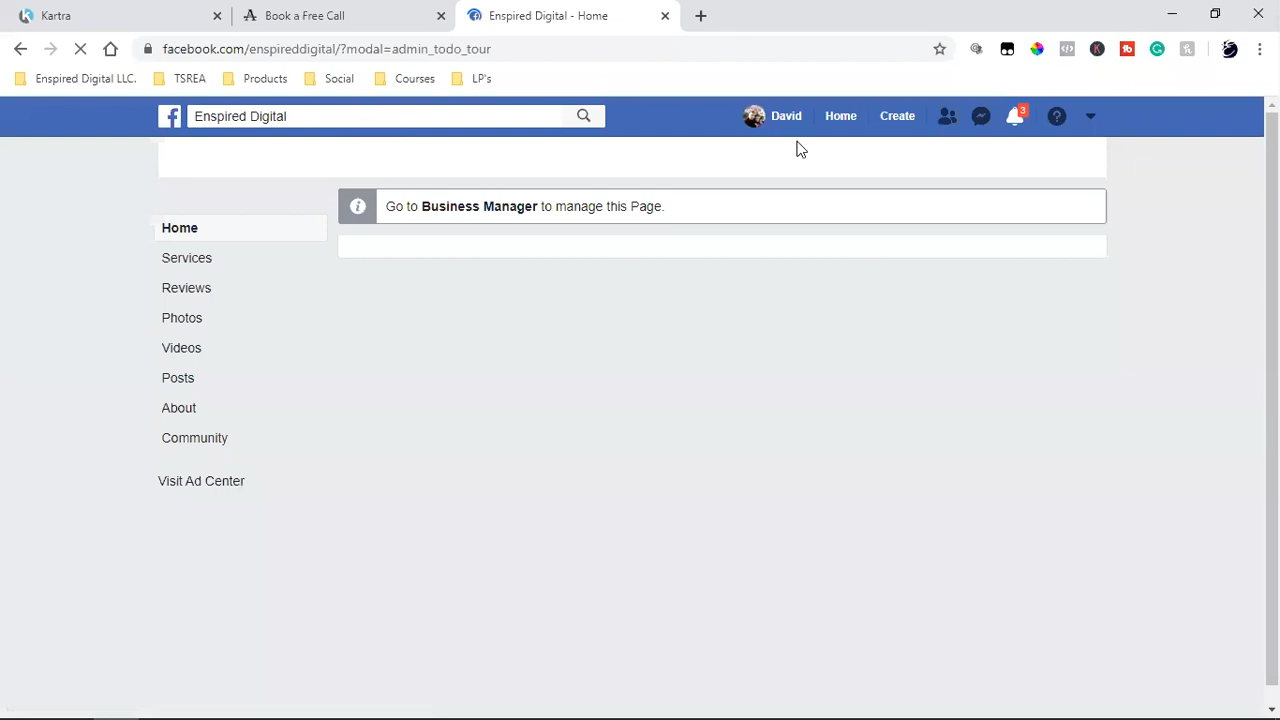 Kartra
Book a Free Call
Enspired Digital - Home
facebook.com/enspireddigital/?modal=admin_todo_tour
Enspired Digital LLC.
TSREA
Products
Social
Courses
LP's
Enspired Digital
David
Home
Create
3
Go to Business Manager to manage this Page.
Home
Services
Reviews
Photos
Videos
Posts
About
Community
Visit Ad Center